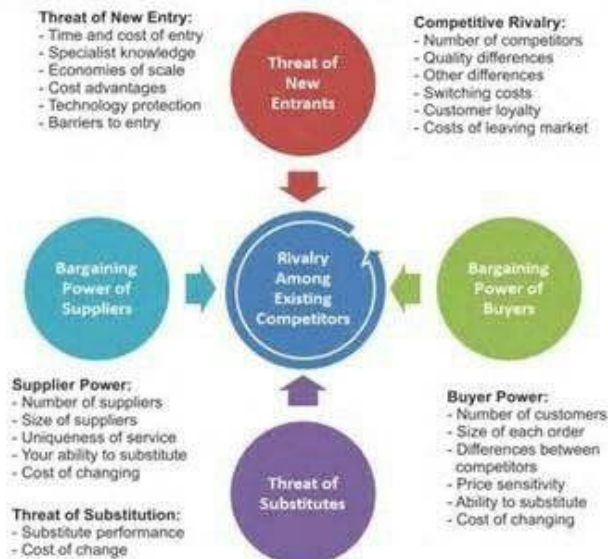 Threat of New Entry:
- Time and cost of entry
- Specialist knowledge
- Economies of scale
- Cost advantages
- Technology protection
- Barriers to entry
Threat of
New
Entrants
Competitive Rivalry:
- Number of competitors
- Quality differences
- Other differences
- Switching costs
- Customer loyalty
- Costs of leaving market
Bargaining
Power of
Suppliers
Rivalry
Among
Existing
Competitors
Bargaining
Power of
Buyers
Supplier Power:
- Number of suppliers
- Size of suppliers
- Uniqueness of service
- Your ability to substitute
- Cost of changing
Threat of Substitution:
- Substitute performance
- Cost of change
Threat of
Substitutes
Buyer Power:
- Number of customers
- Size of each order
- Differences between
competitors
- Price sensitivity
- Ability to substitute
- Cost of changing